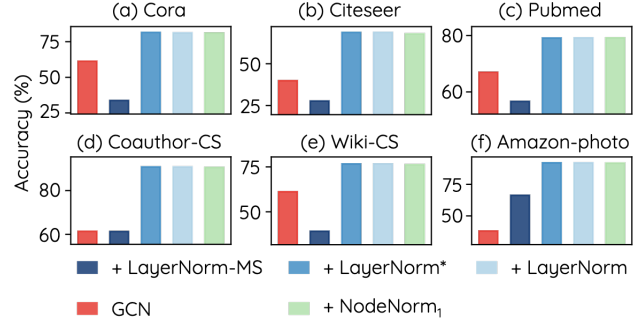 (a) Cora
(b) Citeseer
(c) Pubmed
75
50
25
50
25
80
60
(d) Coauthor-CS
(e) Wiki-CS
(f) Amazon-photo
80
60
75
50
75
50
Accuracy (%)
+ LayerNorm-MS
+ LayerNorm*
+ LayerNorm
GCN
+ NodeNorm₁